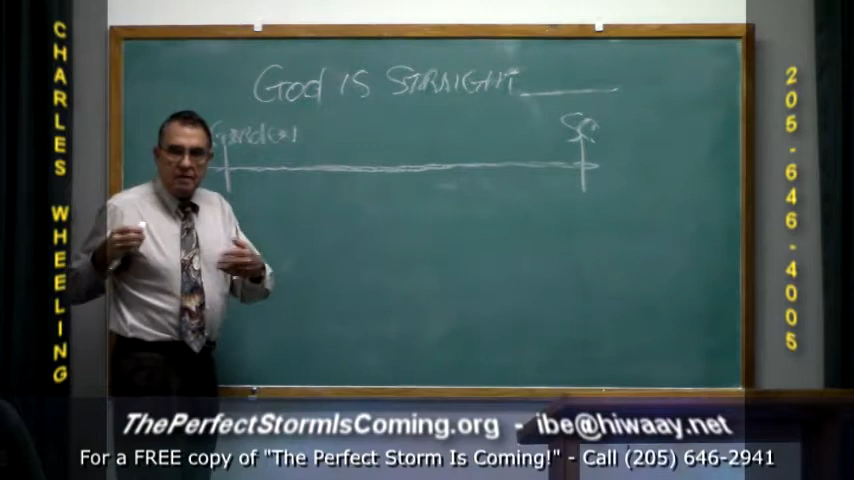 GOD IS STRAIGHT
Garden
CHARLES WHEELING
205-646-4005
ThePerfectStormIsComing.org - ibe@hiwaay.net
For a FREE copy of "The Perfect Storm Is Coming!" - Call (205) 646-2941